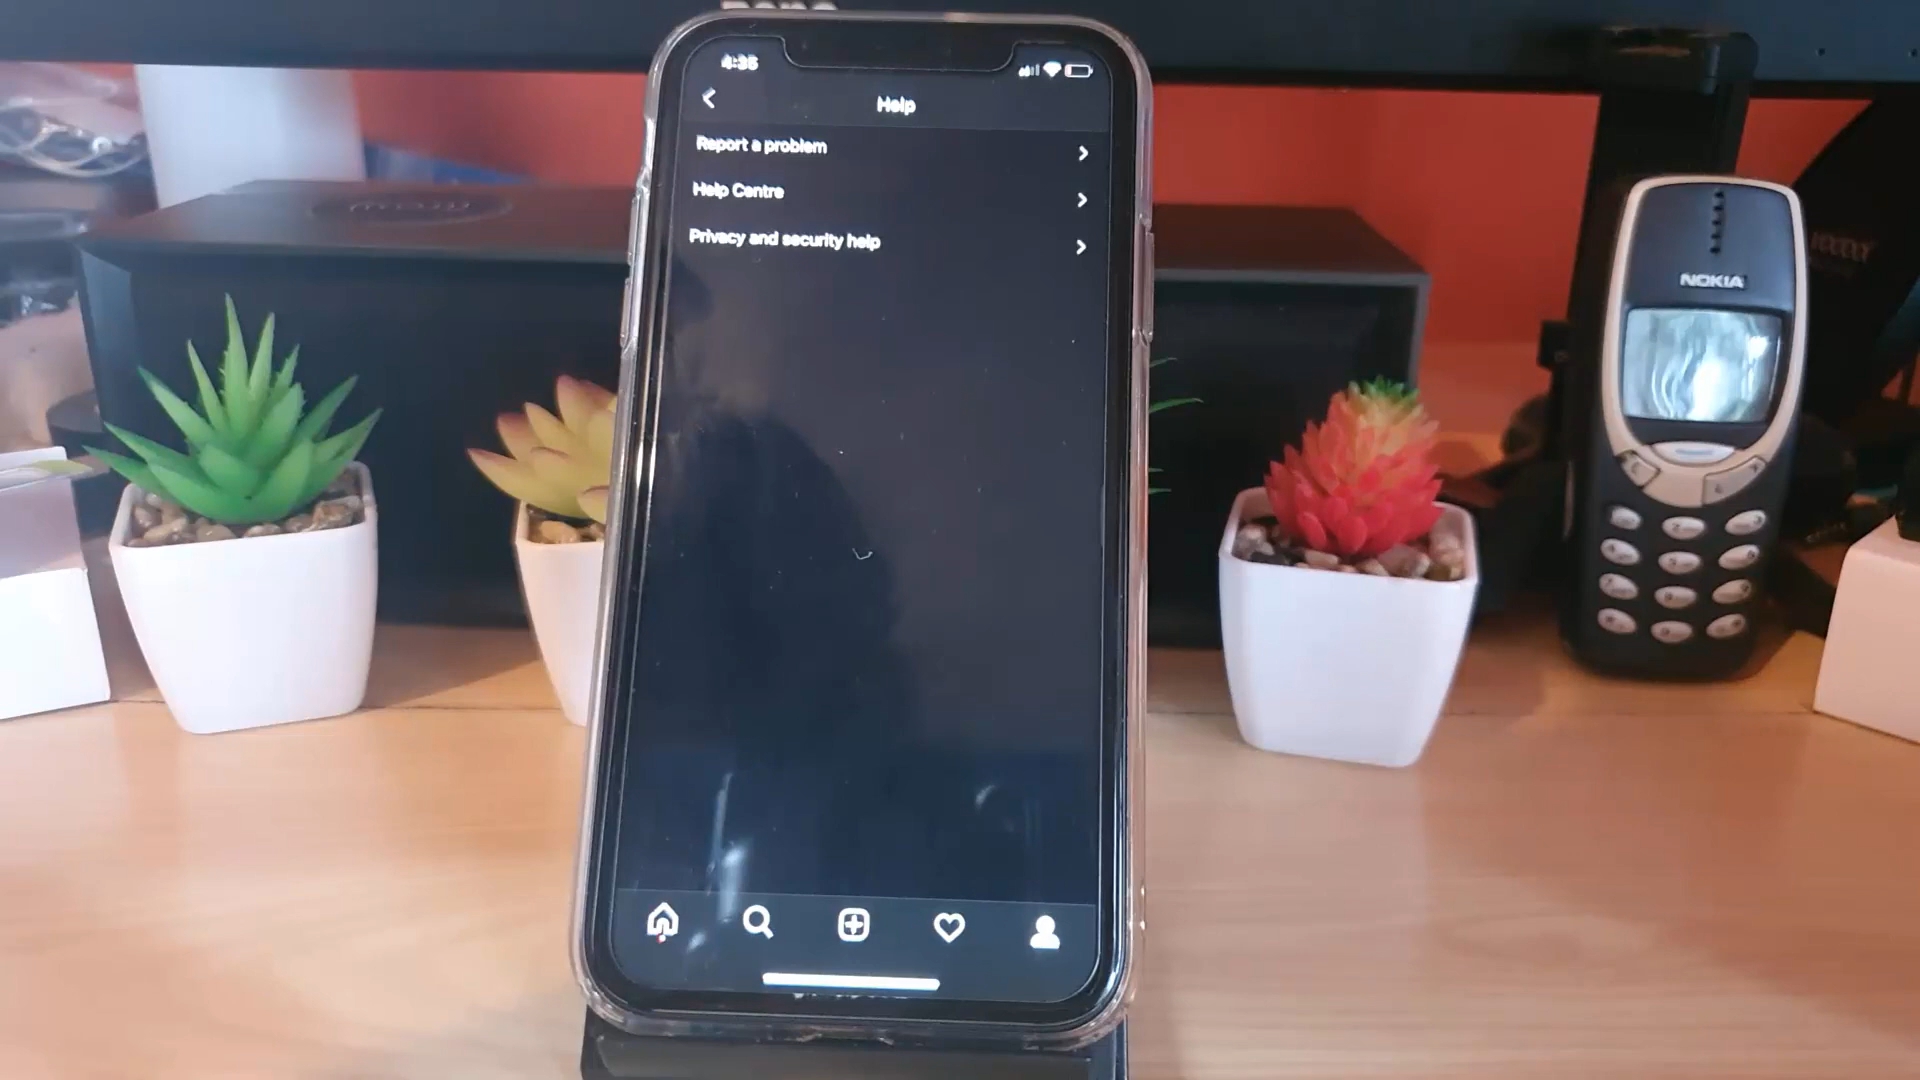 4:35
Help
Report a problem
Help Centre
Privacy and security help
NOKIA